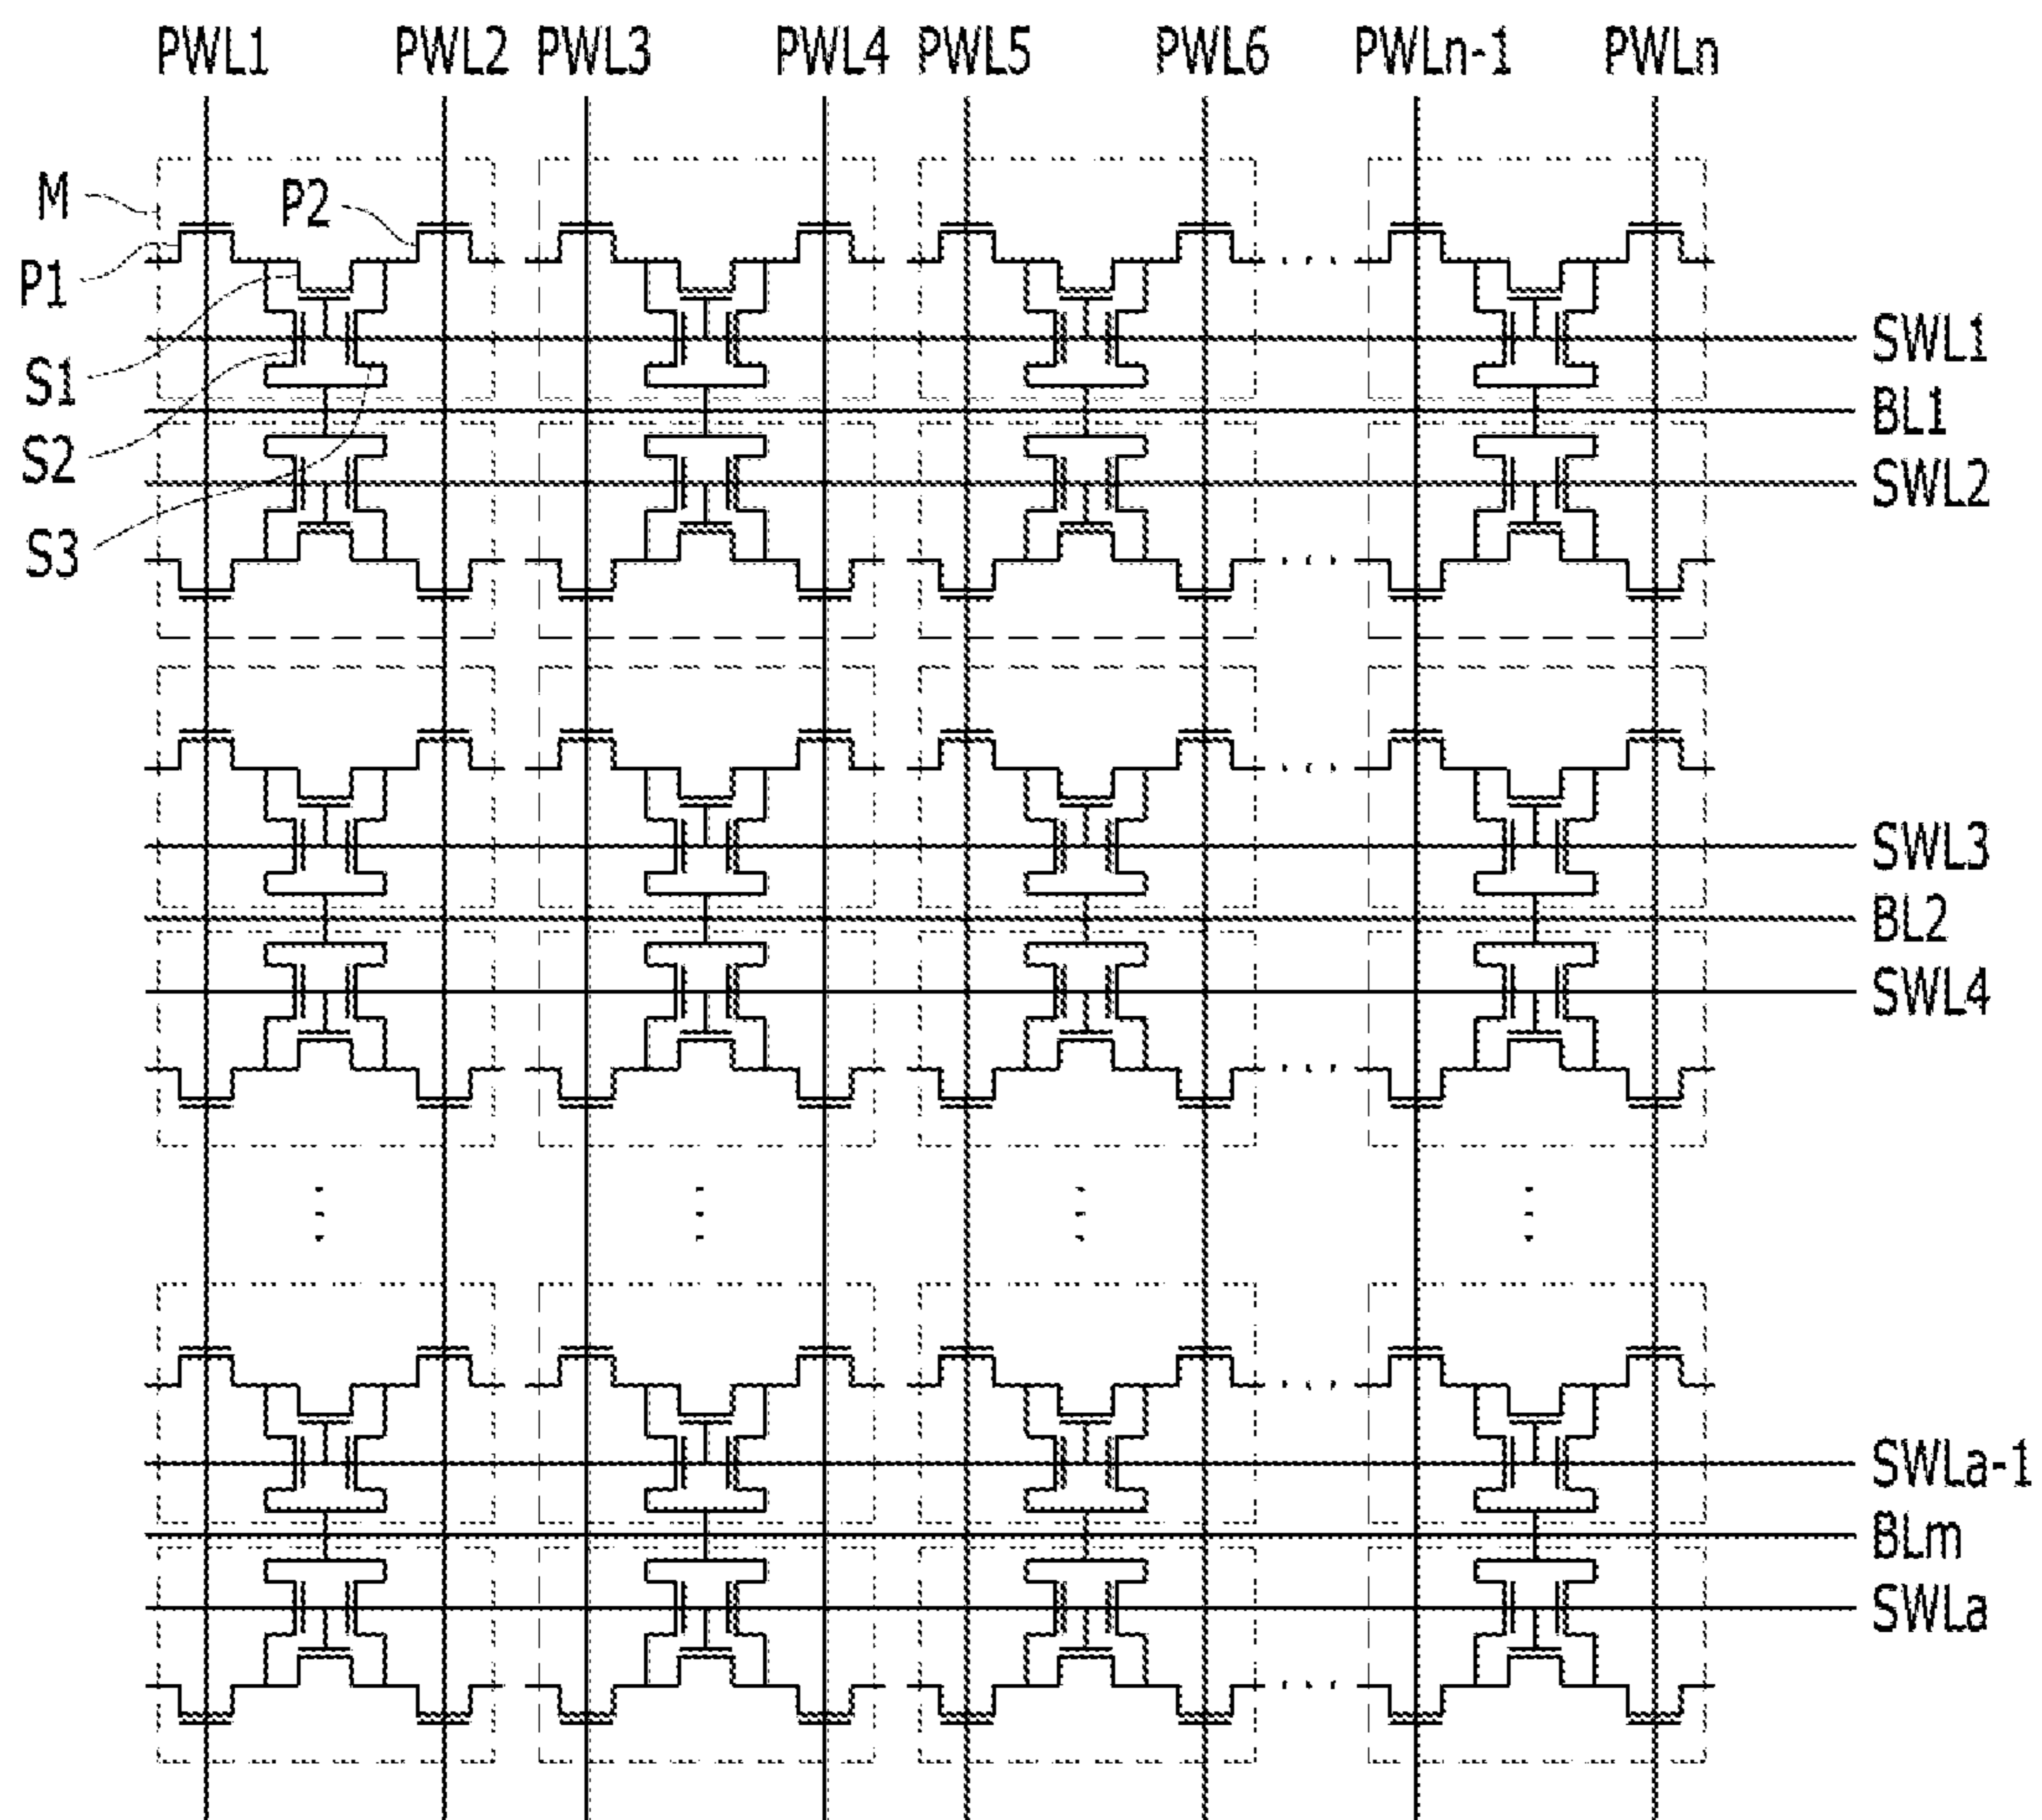 PWL1 PWL2 PWL3 PWL4 PWL5 PWL6 PWLn-1 PWLn
M
P2
P1
SWL1
S1
BL1
S2
SWL2
S3
SWL3
BL2
SWL4
SWLa-1
BLm
SWLa